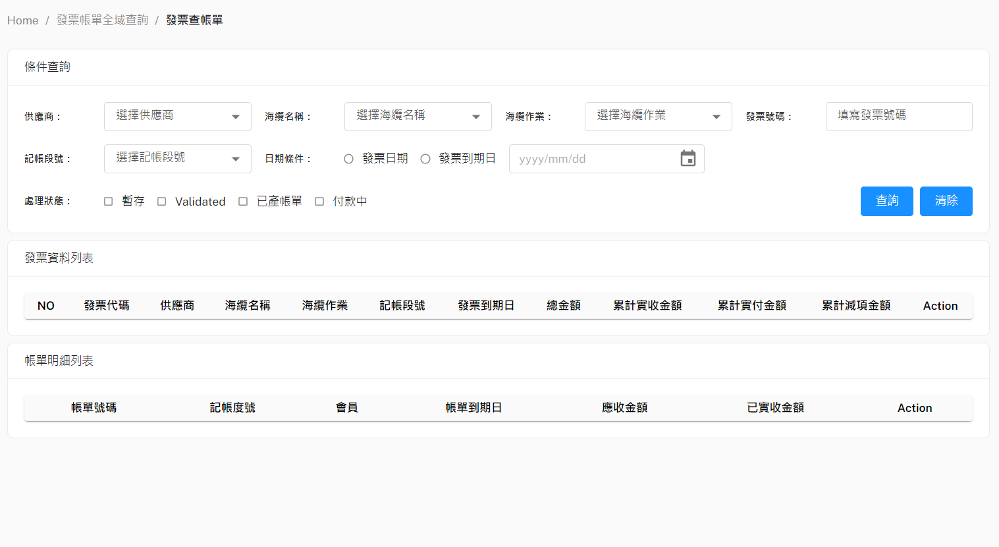 Home / 發票帳單全域查詢 / 發票查帳單
條件查詢
供應商： 選擇供應商 海纜名稱： 選擇海纜名稱 海纜作業： 選擇海纜作業 發票號碼： 填寫發票號碼
記帳段號： 選擇記帳段號 日期條件： 發票日期 發票到期日 yyyy/mm/dd
處理狀態： 暫存 Validated 已產帳單 付款中 查詢 清除
發票資料列表
NO 發票代碼 供應商 海纜名稱 海纜作業 記帳段號 發票到期日 總金額 累計實收金額 累計實付金額 累計減項金額 Action
帳單明細列表
帳單號碼 記帳度號 會員 帳單到期日 應收金額 已實收金額 Action